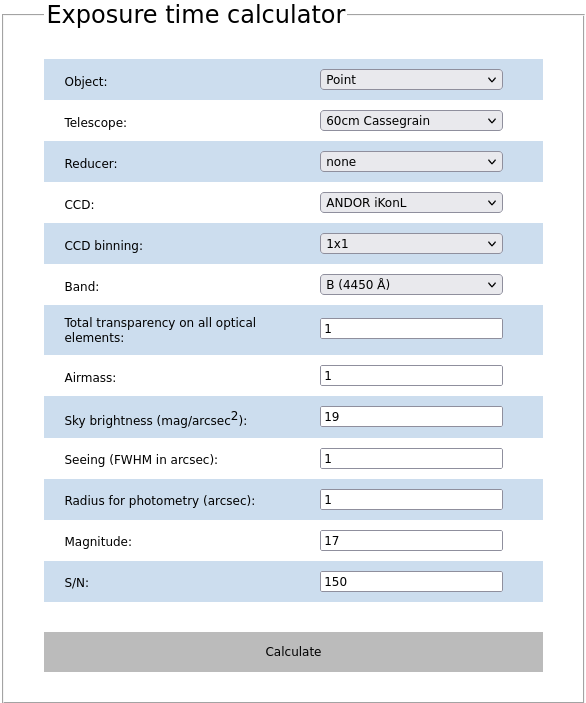 Exposure time calculator
Object: Point
Telescope: 60cm Cassegrain
Reducer: none
CCD: ANDOR iKonL
CCD binning: 1x1
Band: B (4450 Å)
Total transparency on all optical
elements: 1
Airmass: 1
Sky brightness (mag/arcsec2): 19
Seeing (FWHM in arcsec): 1
Radius for photometry (arcsec): 1
Magnitude: 17
S/N: 150
Calculate